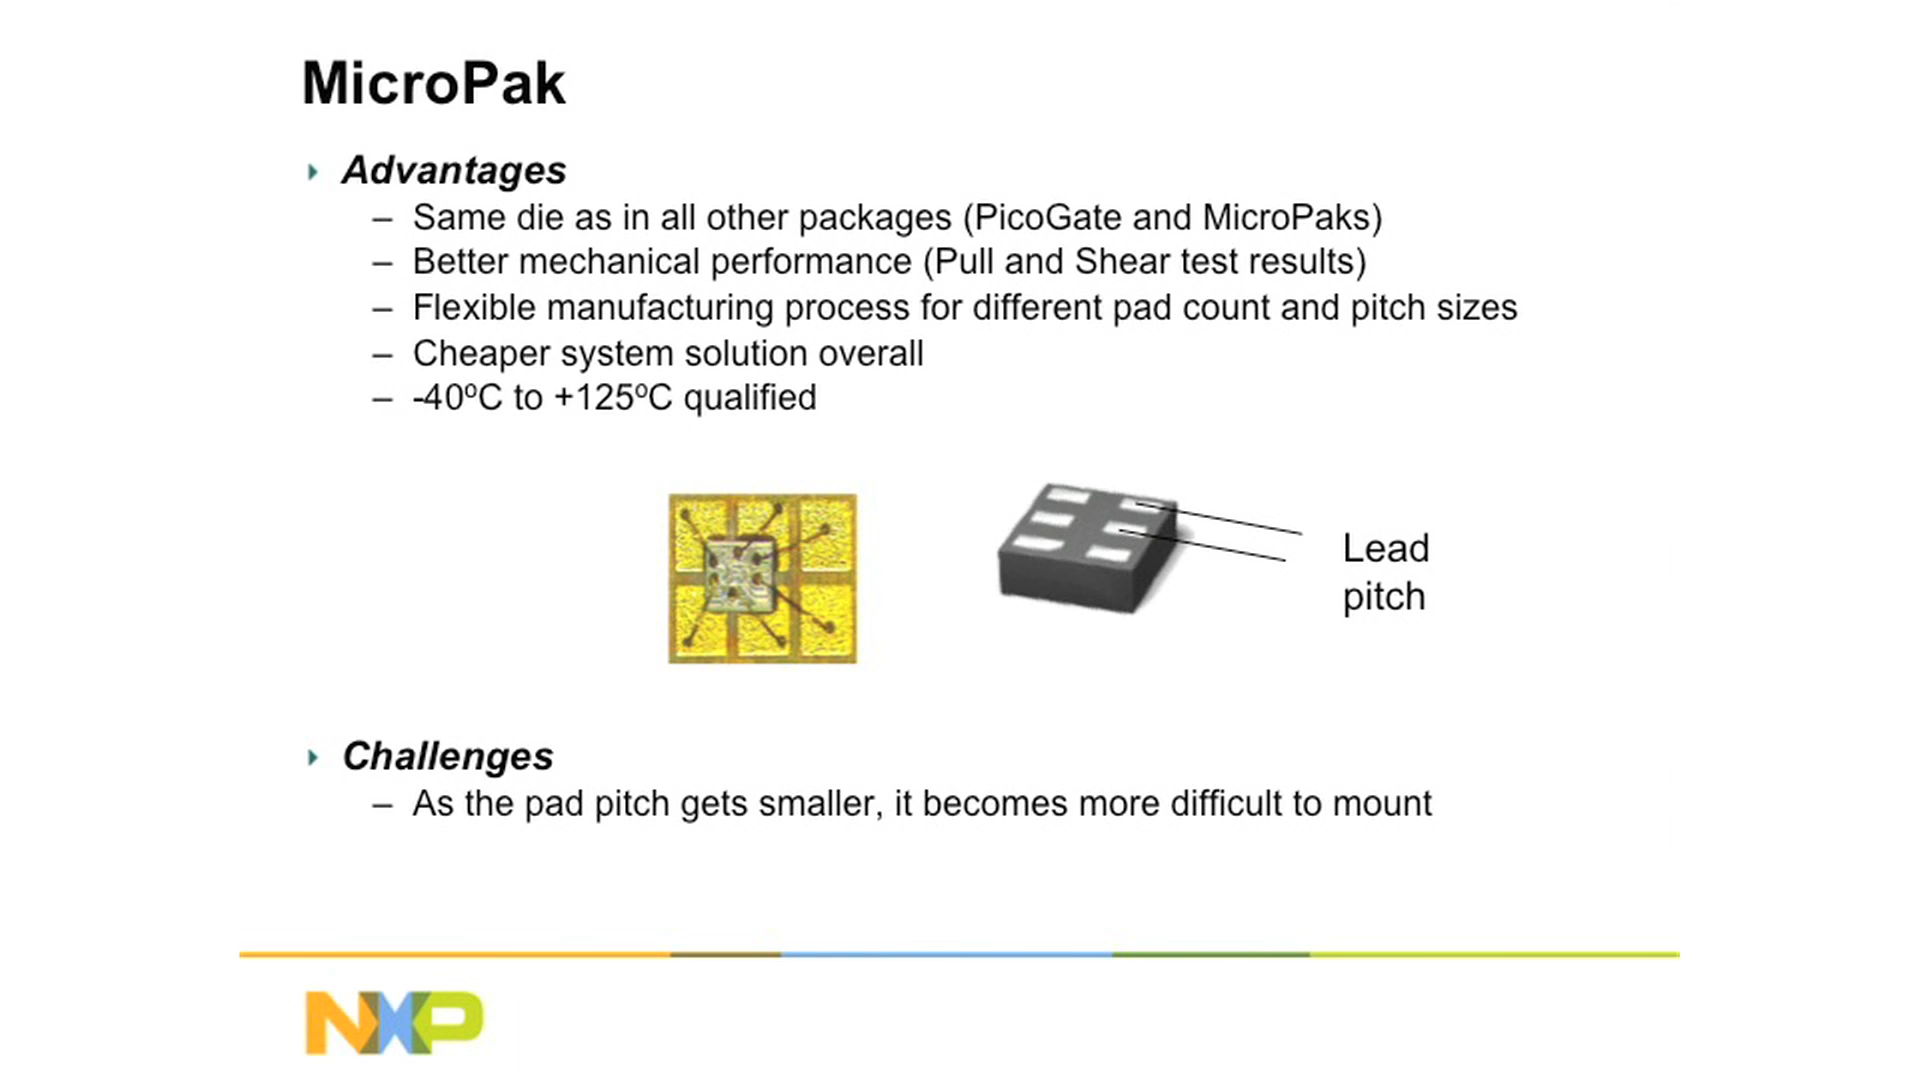 MicroPak
Advantages
– Same die as in all other packages (PicoGate and MicroPaks)
– Better mechanical performance (Pull and Shear test results)
– Flexible manufacturing process for different pad count and pitch sizes
– Cheaper system solution overall
– -40ºC to +125ºC qualified
Lead
pitch
Challenges
– As the pad pitch gets smaller, it becomes more difficult to mount
NXP